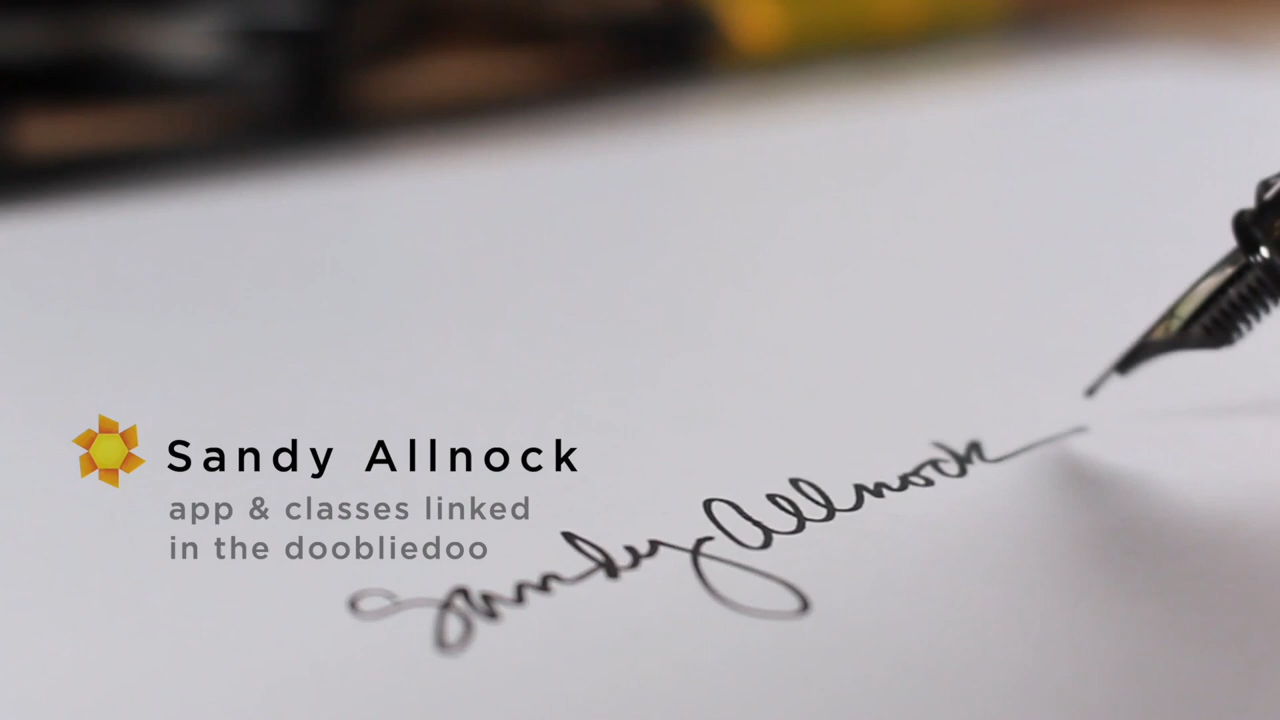 Sandy Allnock
app & classes linked
in the doobliedoo
Sandy Allnock